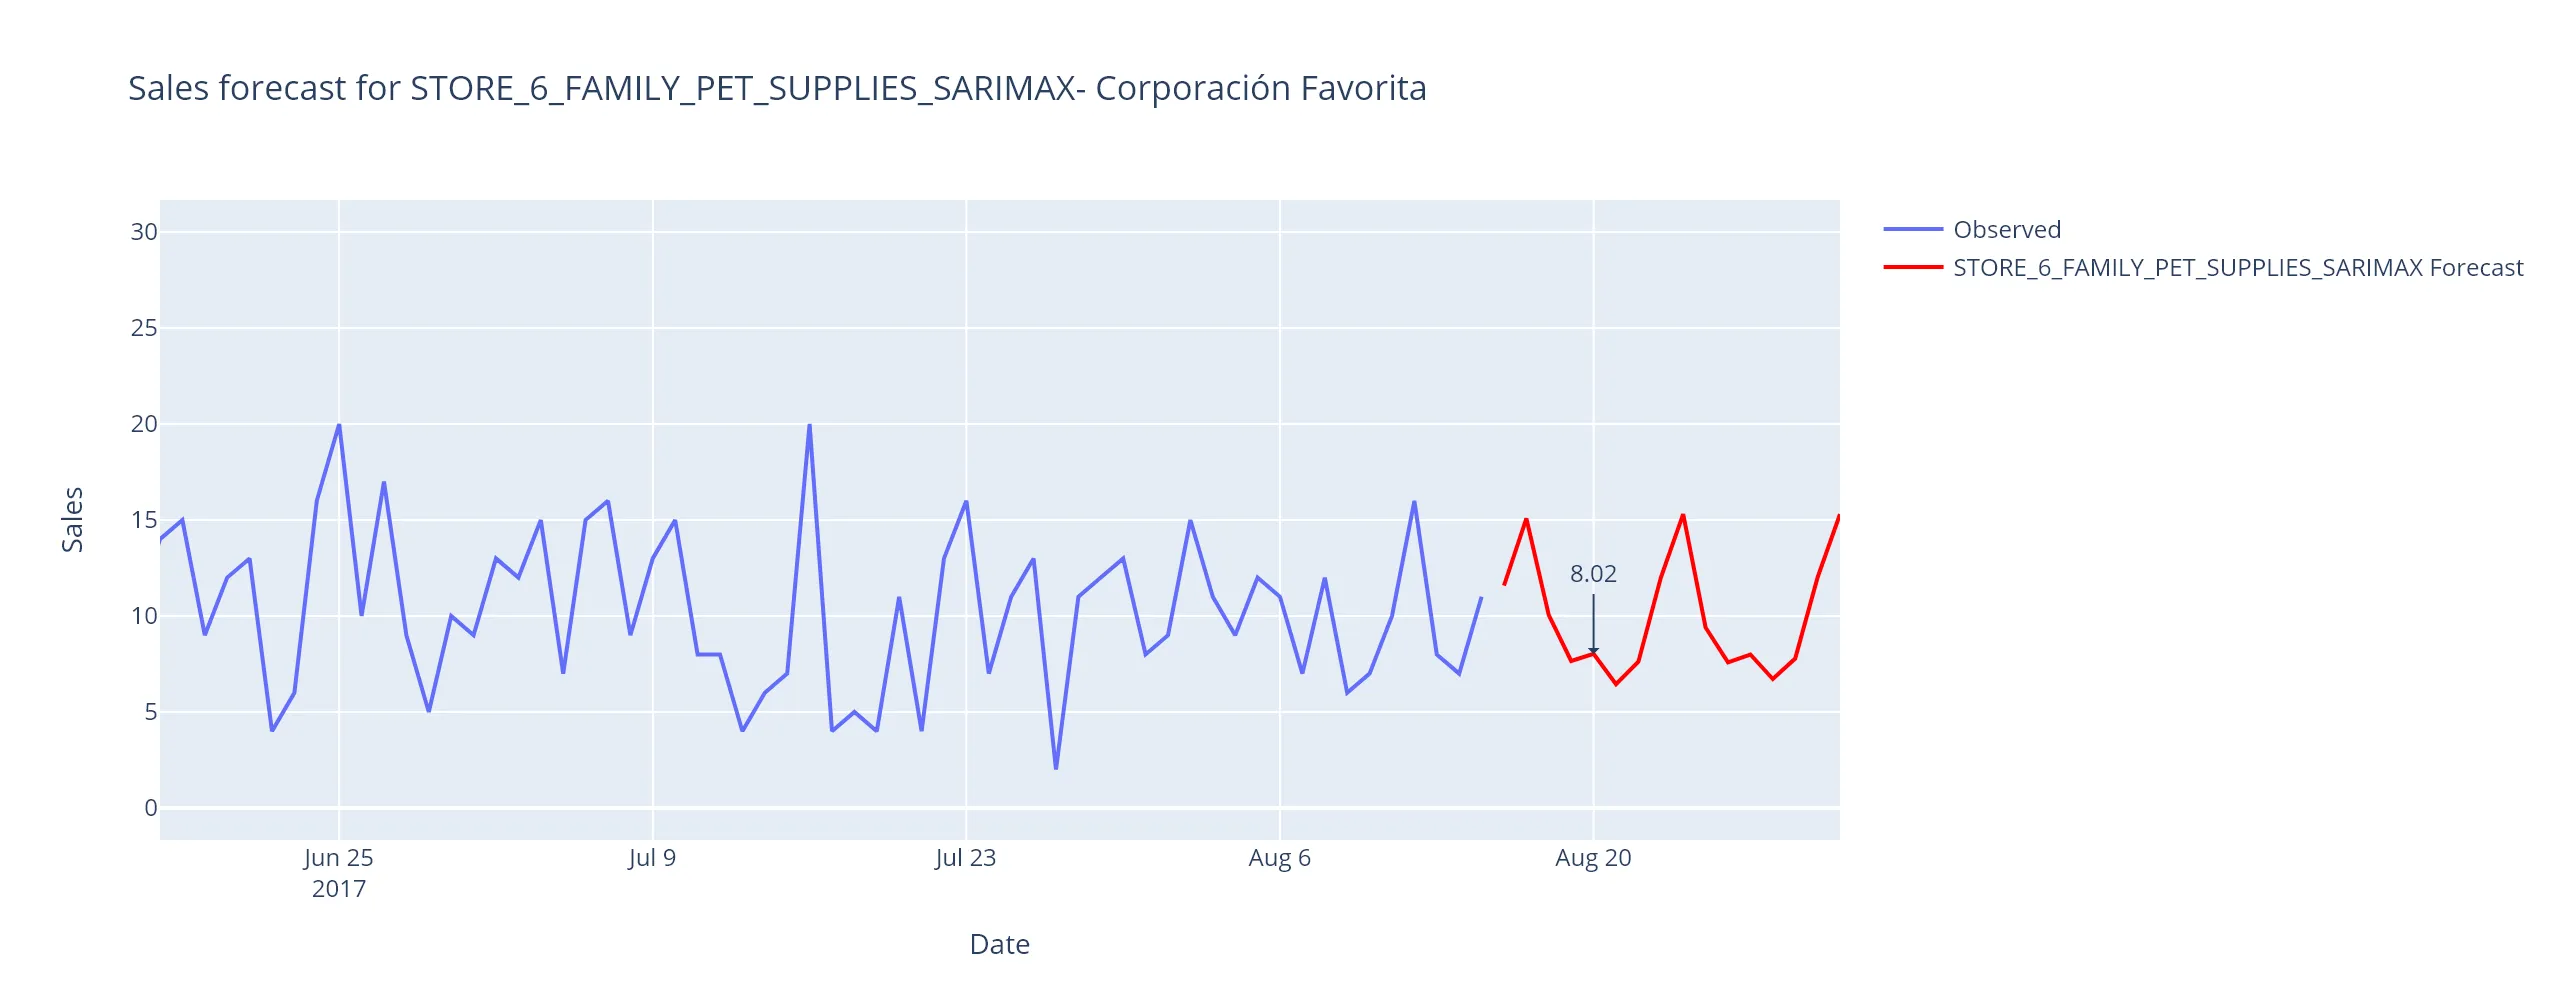 Sales forecast for STORE_6_FAMILY_PET_SUPPLIES_SARIMAX- Corporación Favorita
Observed
STORE_6_FAMILY_PET_SUPPLIES_SARIMAX Forecast
30
25
20
15
10
5
0
Sales
8.02
Jun 25
2017
Jul 9
Jul 23
Aug 6
Aug 20
Date